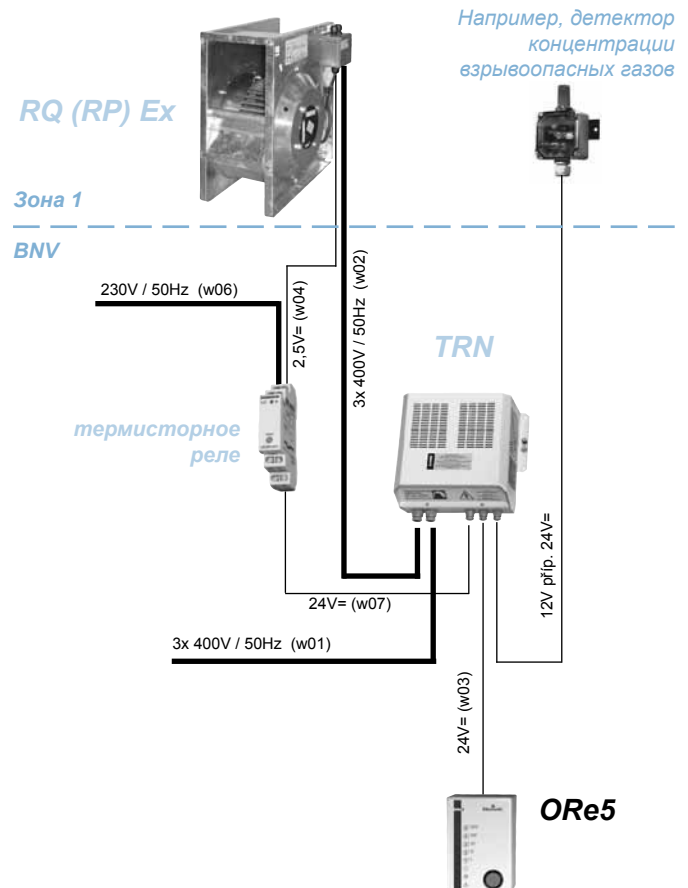 Например, детектор
концентрации
взрывоопасных газов
RQ (RP) Ex
Зона 1
BNV
230V / 50Hz (w06)
2,5V= (w04)
3x 400V / 50Hz (w02)
TRN
термисторное
реле
24V= (w07)
12V příp. 24V=
3x 400V / 50Hz (w01)
24V= (w03)
ORe5